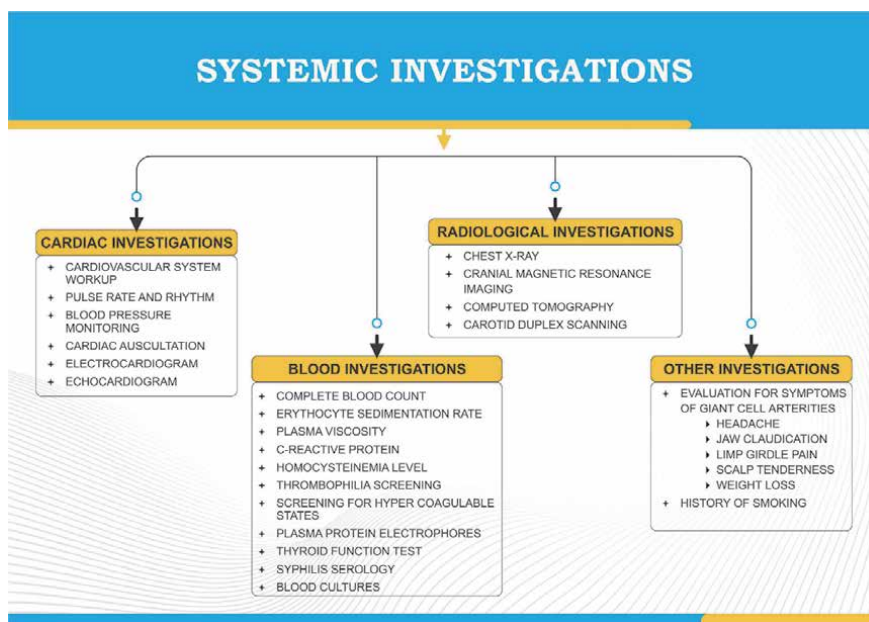 SYSTEMIC INVESTIGATIONS
CARDIAC INVESTIGATIONS
+ CARDIOVASCULAR SYSTEM
WORKUP
+ PULSE RATE AND RHYTHM
+ BLOOD PRESSURE
MONITORING
+ CARDIAC AUSCULTATION
+ ELECTROCARDIOGRAM
+ ECHOCARDIOGRAM
BLOOD INVESTIGATIONS
+ COMPLETE BLOOD COUNT
+ ERYTHOCYTE SEDIMENTATION RATE
+ PLASMA VISCOSITY
+ C-REACTIVE PROTEIN
+ HOMOCYSTEINEMIA LEVEL
+ THROMBOPHILIA SCREENING
+ SCREENING FOR HYPER COAGULABLE
STATES
+ PLASMA PROTEIN ELECTROPHORES
+ THYROID FUNCTION TEST
+ SYPHILIS SEROLOGY
+ BLOOD CULTURES
RADIOLOGICAL INVESTIGATIONS
+ CHEST X-RAY
+ CRANIAL MAGNETIC RESONANCE
IMAGING
+ COMPUTED TOMOGRAPHY
+ CAROTID DUPLEX SCANNING
OTHER INVESTIGATIONS
+ EVALUATION FOR SYMPTOMS
OF GIANT CELL ARTERITIES
HEADACHE
JAW CLAUDICATION
LIMP GIRDLE PAIN
SCALP TENDERNESS
WEIGHT LOSS
+ HISTORY OF SMOKING